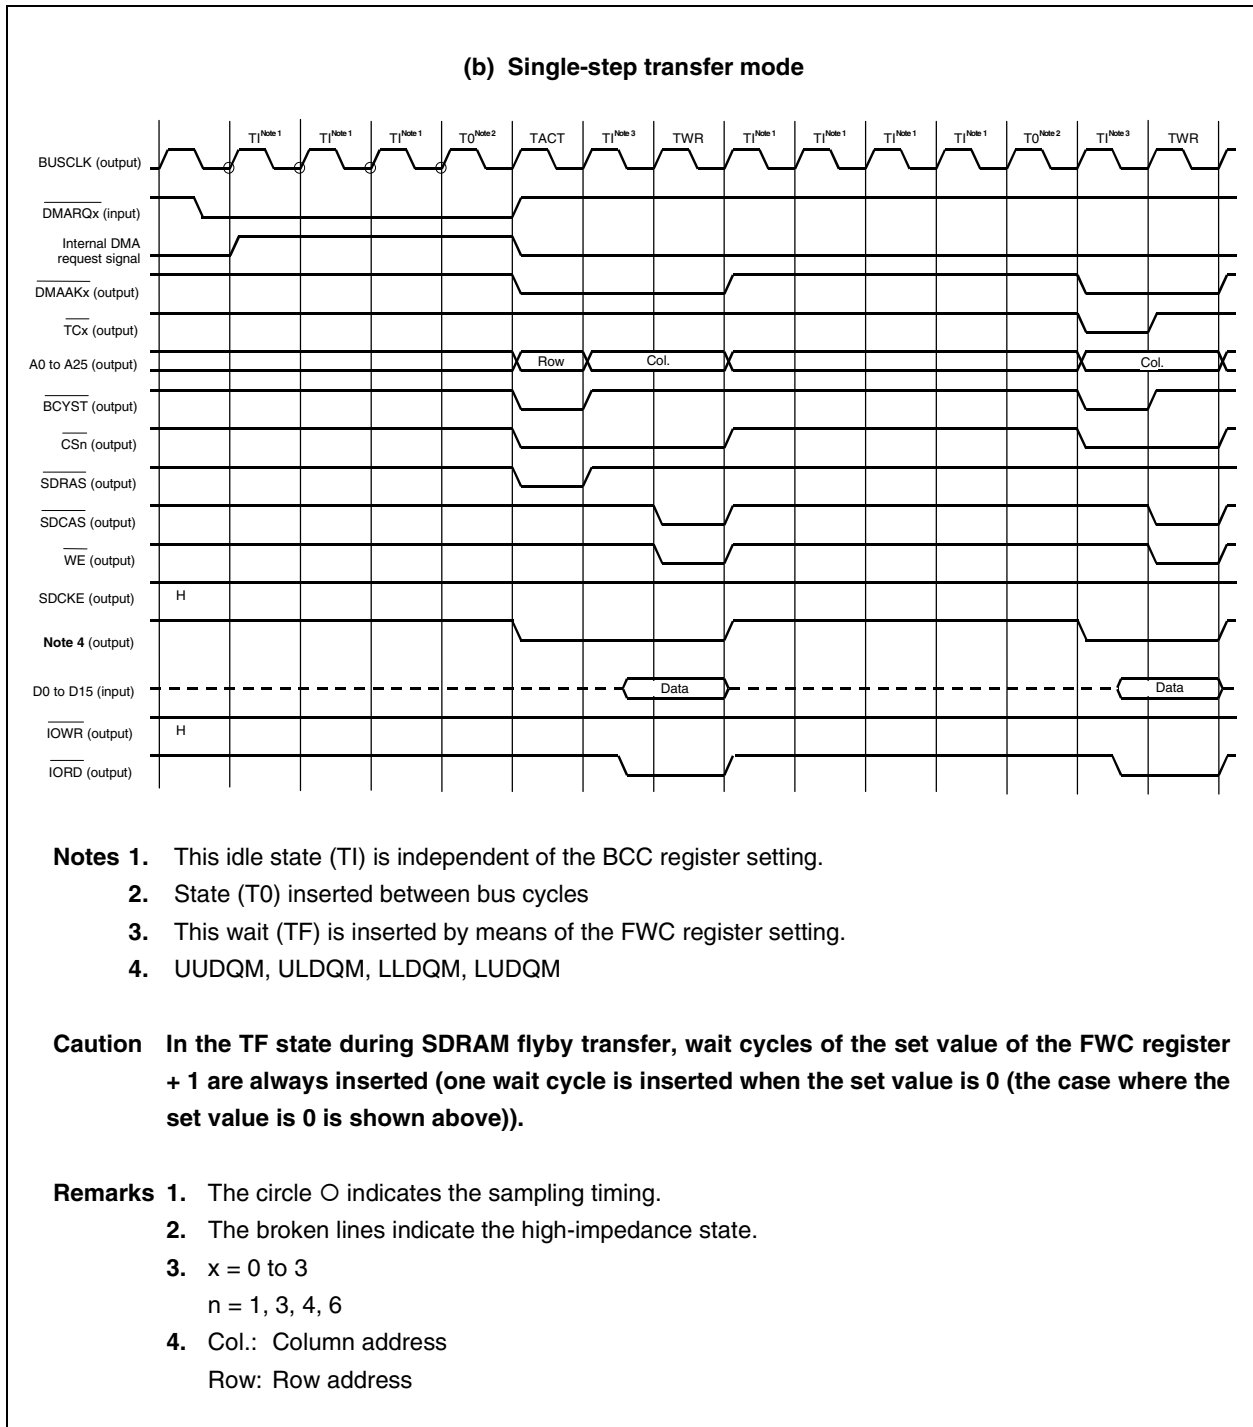 (b) Single-step transfer mode
TI Note 1 TI Note 1 TI Note 1 T0 Note 2 TACT TI Note 3 TWR TI Note 1 TI Note 1 TI Note 1 TI Note 1 T0 Note 2 TI Note 3 TWR
BUSCLK (output)
DMARQx (input)
Internal DMA
request signal
DMAAKx (output)
TCx (output)
A0 to A25 (output) Row Col. Col.
BCYST (output)
CSn (output)
SDRAS (output)
SDCAS (output)
WE (output)
SDCKE (output) H
Note 4 (output)
D0 to D15 (input) Data Data
IOWR (output) H
IORD (output)
Notes 1. This idle state (TI) is independent of the BCC register setting.
2. State (T0) inserted between bus cycles
3. This wait (TF) is inserted by means of the FWC register setting.
4. UUDQM, ULDQM, LLDQM, LUDQM
Caution In the TF state during SDRAM flyby transfer, wait cycles of the set value of the FWC register
+ 1 are always inserted (one wait cycle is inserted when the set value is 0 (the case where the
set value is 0 is shown above)).
Remarks 1. The circle ○ indicates the sampling timing.
2. The broken lines indicate the high-impedance state.
3. x = 0 to 3
n = 1, 3, 4, 6
4. Col.: Column address
Row: Row address